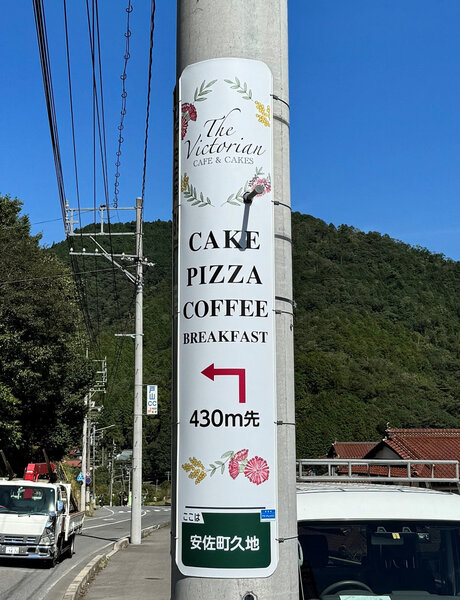 The
Victorian
CAFE & CAKES
CAKE
PIZZA
COFFEE
BREAKFAST
430m先
ここは
安佐町久地